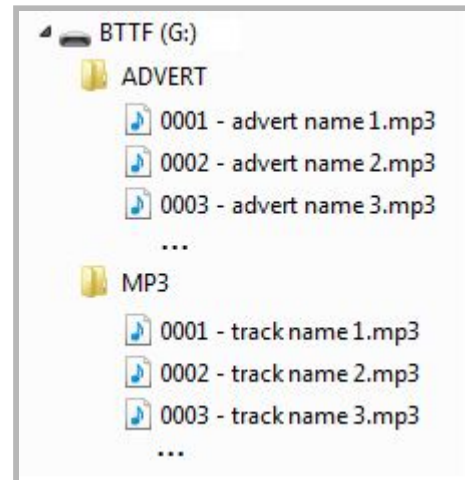 BTTF (G:)
ADVERT
0001 - advert name 1.mp3
0002 - advert name 2.mp3
0003 - advert name 3.mp3
...
MP3
0001 - track name 1.mp3
0002 - track name 2.mp3
0003 - track name 3.mp3
...